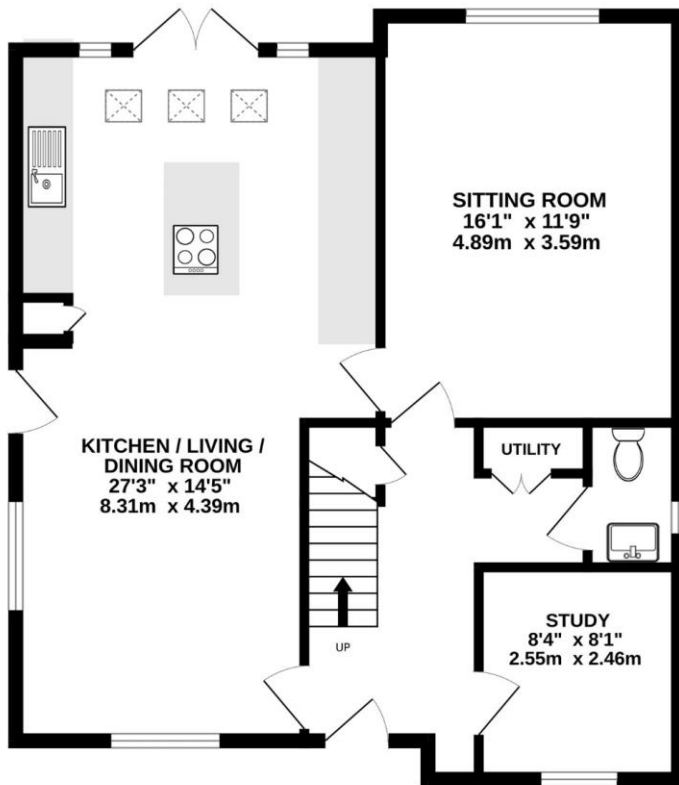 SITTING ROOM
16'1" x 11'9"
4.89m x 3.59m
KITCHEN / LIVING /
DINING ROOM
27'3" x 14'5"
8.31m x 4.39m
UTILITY
UP
STUDY
8'4" x 8'1"
2.55m x 2.46m